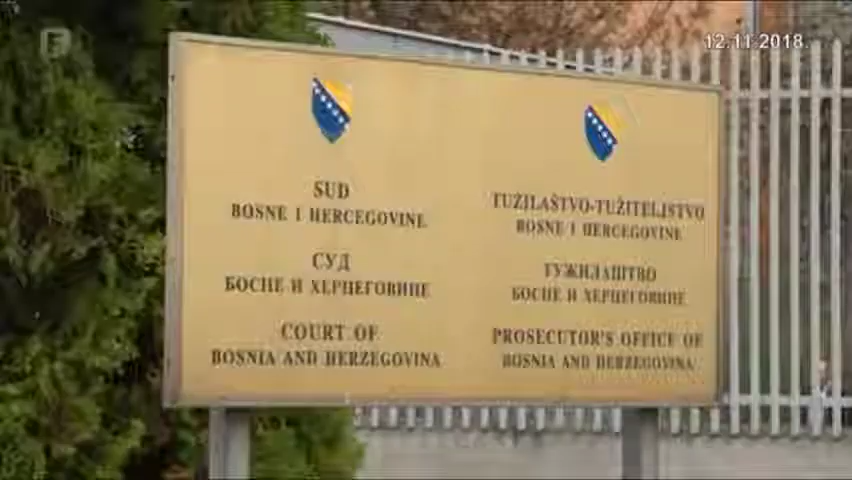 12.11.2018.
SUD
BOSNE I HERCEGOVINE
СУД
БОСНЕ И ХЕРЦЕГОВИНЕ
COURT OF
BOSNIA AND HERZEGOVINA
TUŽILAŠTVO-TUŽITELJSTVO
BOSNE I HERCEGOVINE
ТУЖИЛАШТВО
БОСНЕ И ХЕРЦЕГОВИНЕ
PROSECUTOR'S OFFICE OF
BOSNIA AND HERZEGOVINA